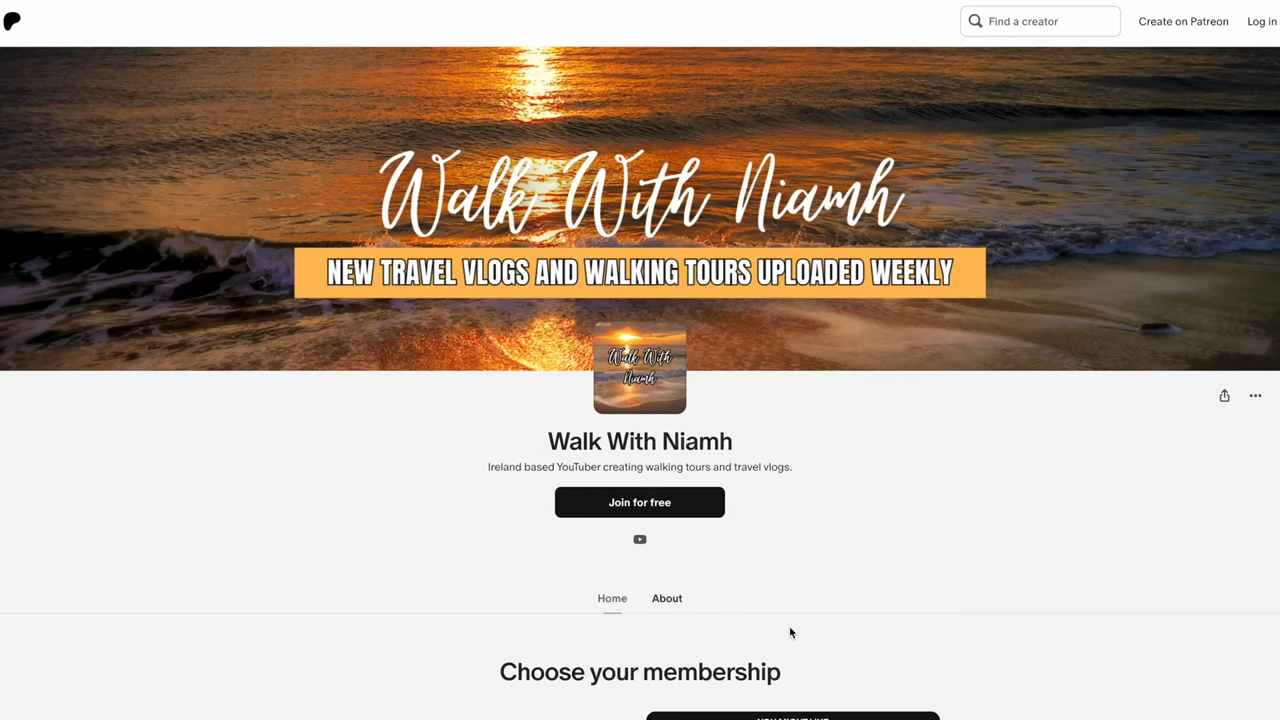 Find a creator
Create on Patreon
Log in
Walk With Niamh
NEW TRAVEL VLOGS AND WALKING TOURS UPLOADED WEEKLY
Walk With
Niamh
Walk With Niamh
Ireland based YouTuber creating walking tours and travel vlogs.
Join for free
Home
About
Choose your membership